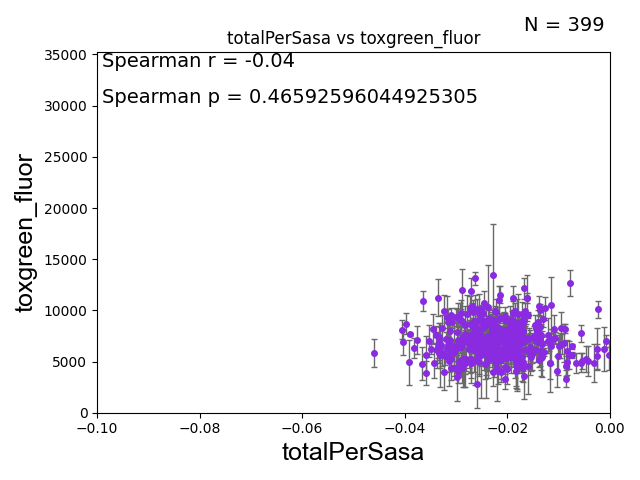 N = 399
totalPerSasa vs toxgreen_fluor
Spearman r = -0.04
Spearman p = 0.46592596044925305
35000
30000
25000
20000
15000
10000
5000
0
toxgreen_fluor
−0.10 −0.08 −0.06 −0.04 −0.02 0.00
totalPerSasa